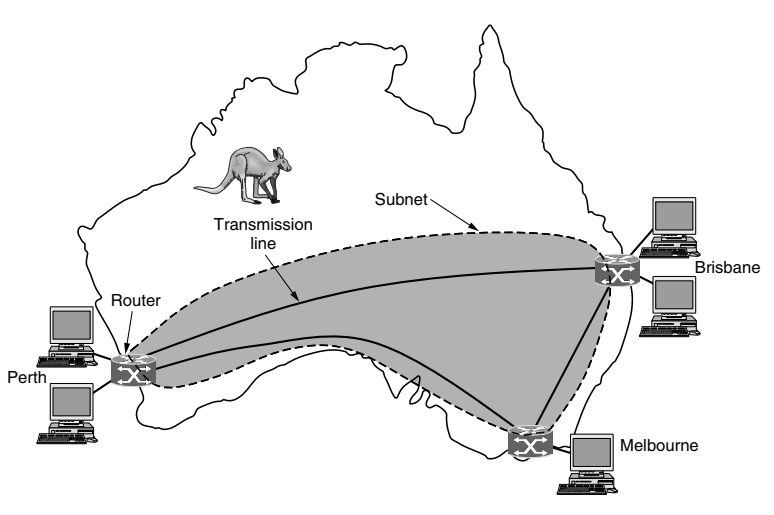 Subnet
Transmission
line
Brisbane
Router
Perth
Melbourne